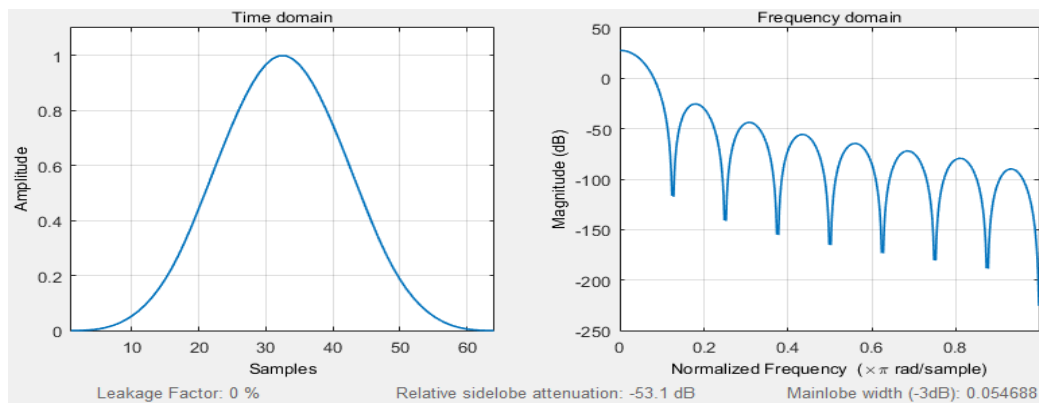 Time domain
1
0.8
0.6
0.4
0.2
0
Amplitude
10 20 30 40 50 60
Samples
Frequency domain
50
0
-50
-100
-150
-200
-250
Magnitude (dB)
0 0.2 0.4 0.6 0.8
Normalized Frequency (×π rad/sample)
Leakage Factor: 0 % Relative sidelobe attenuation: -53.1 dB Mainlobe width (-3dB): 0.054688